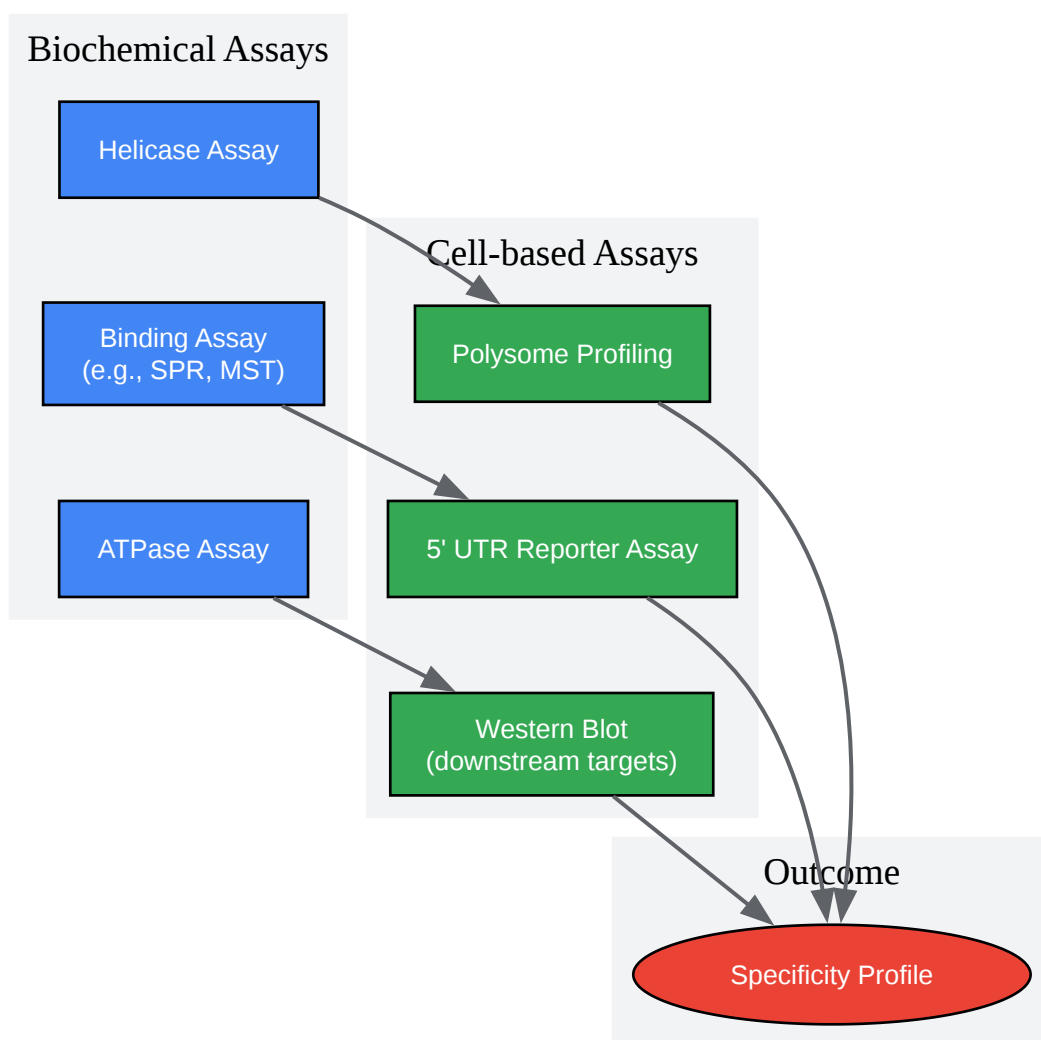 Biochemical Assays
Helicase Assay
Binding Assay
(e.g., SPR, MST)
ATPase Assay
Cell-based Assays
Polysome Profiling
5' UTR Reporter Assay
Western Blot
(downstream targets)
Outcome
Specificity Profile